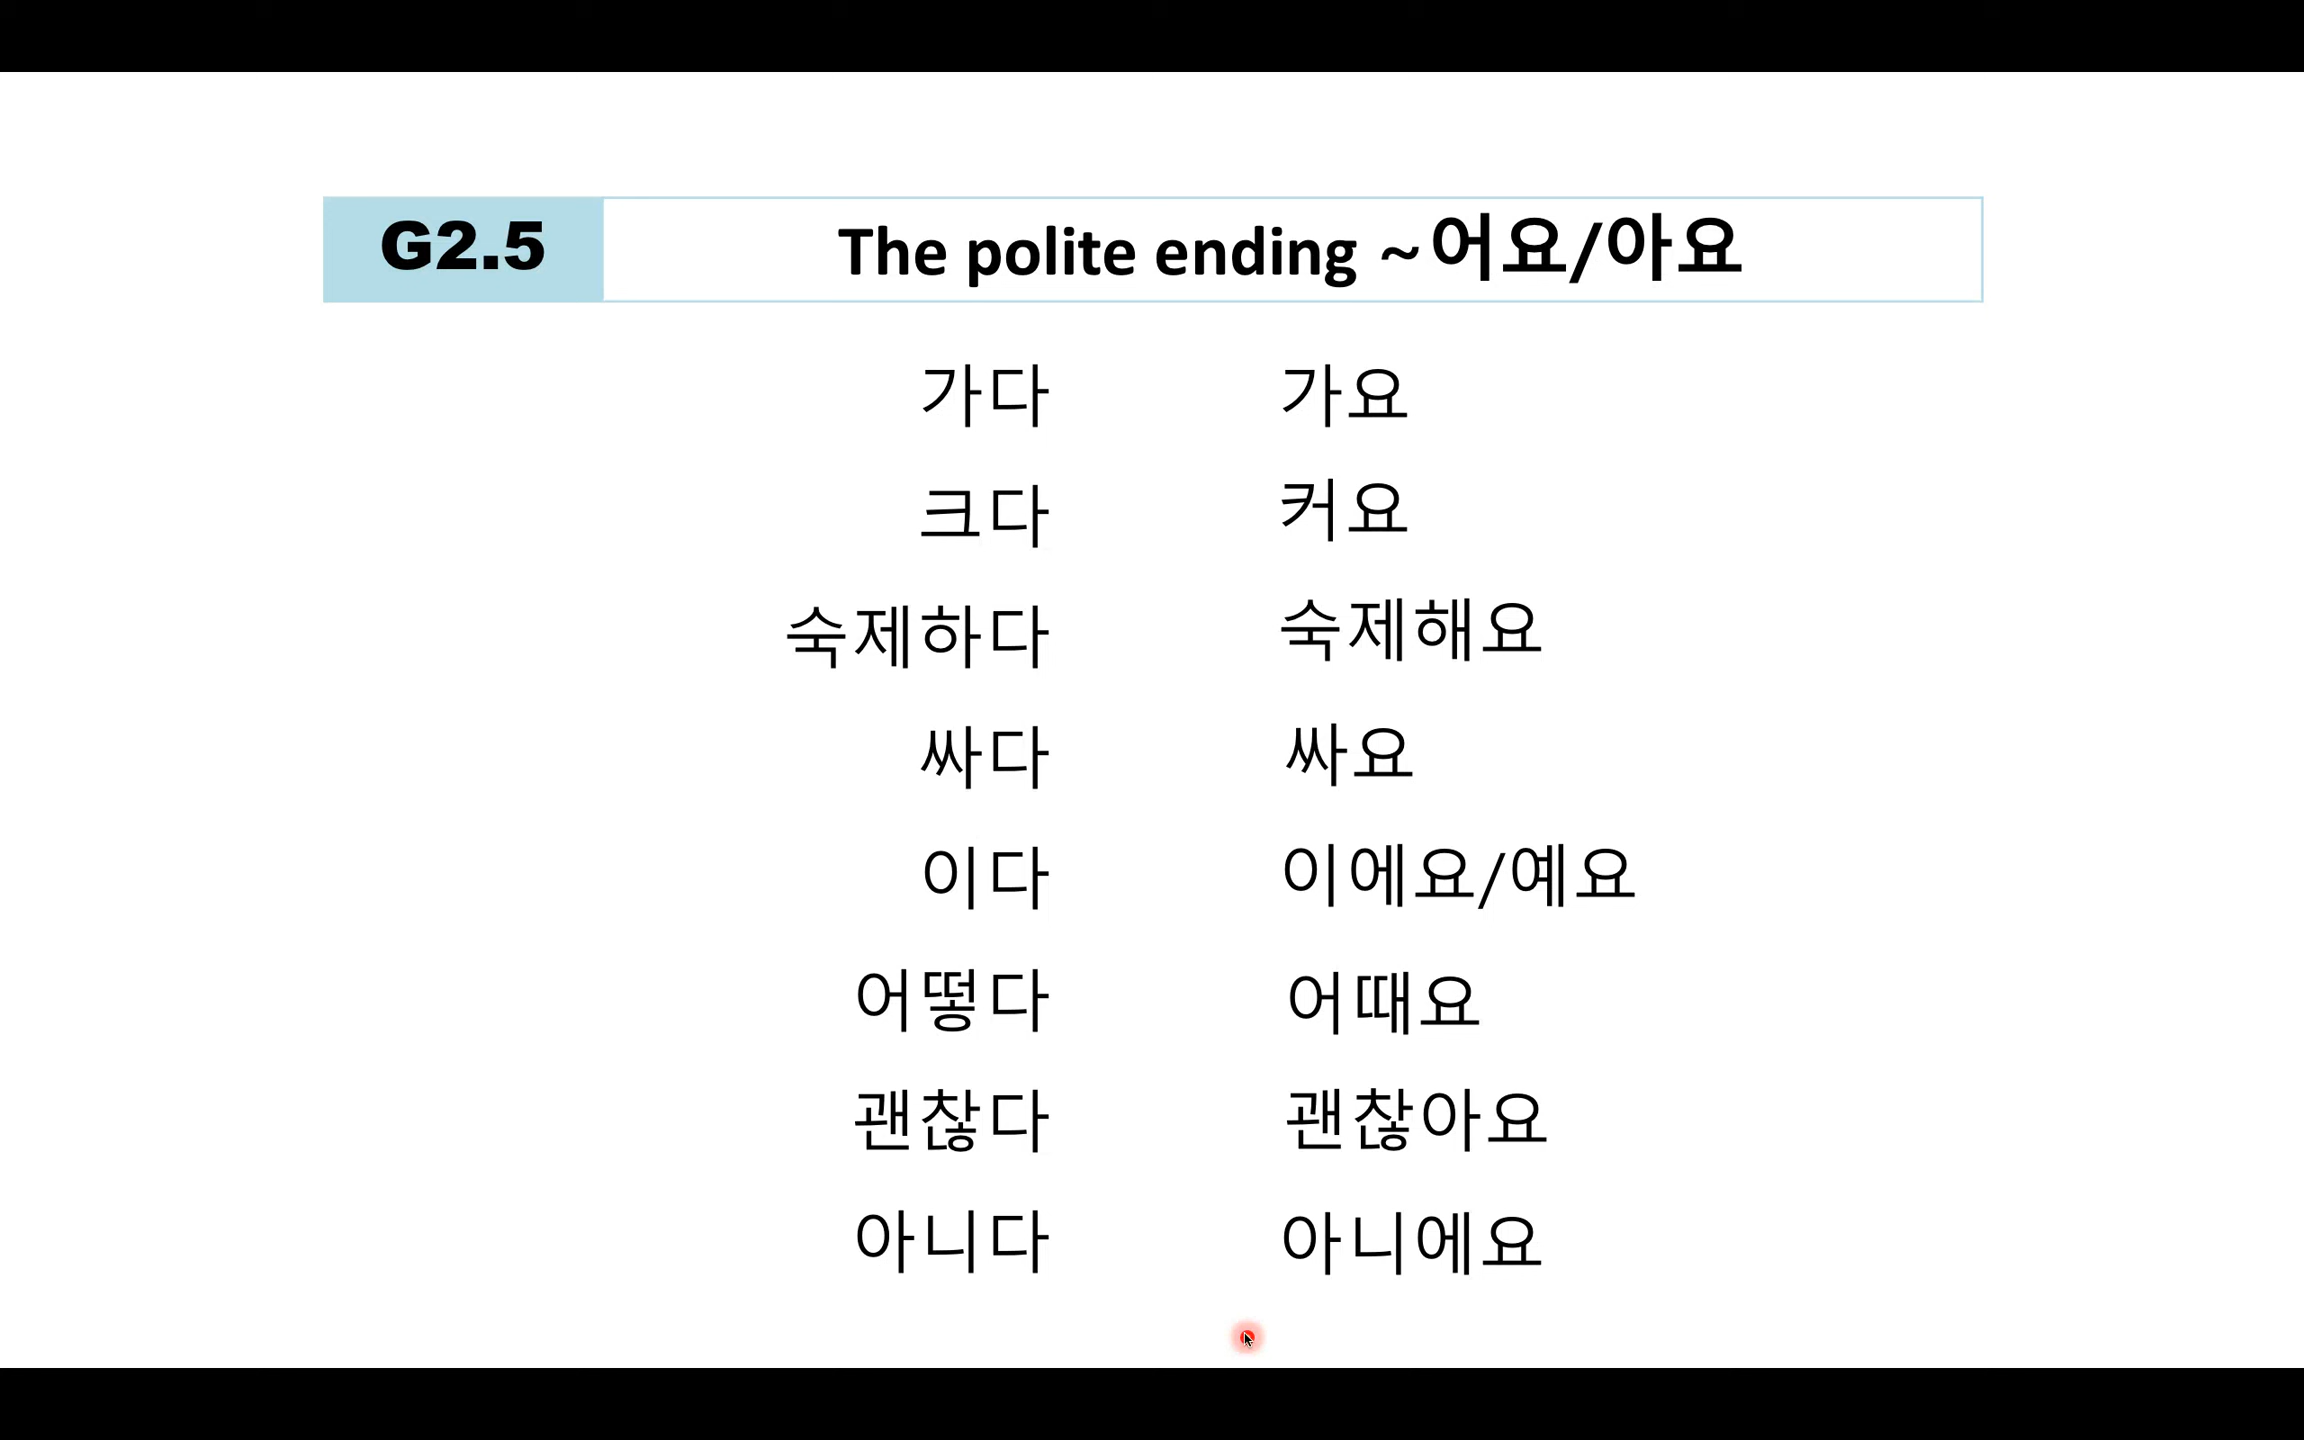 G2.5 The polite ending ~어요/아요
가다 가요
크다 커요
숙제하다 숙제해요
싸다 싸요
이다 이에요/예요
어떻다 어때요
괜찮다 괜찮아요
아니다 아니에요